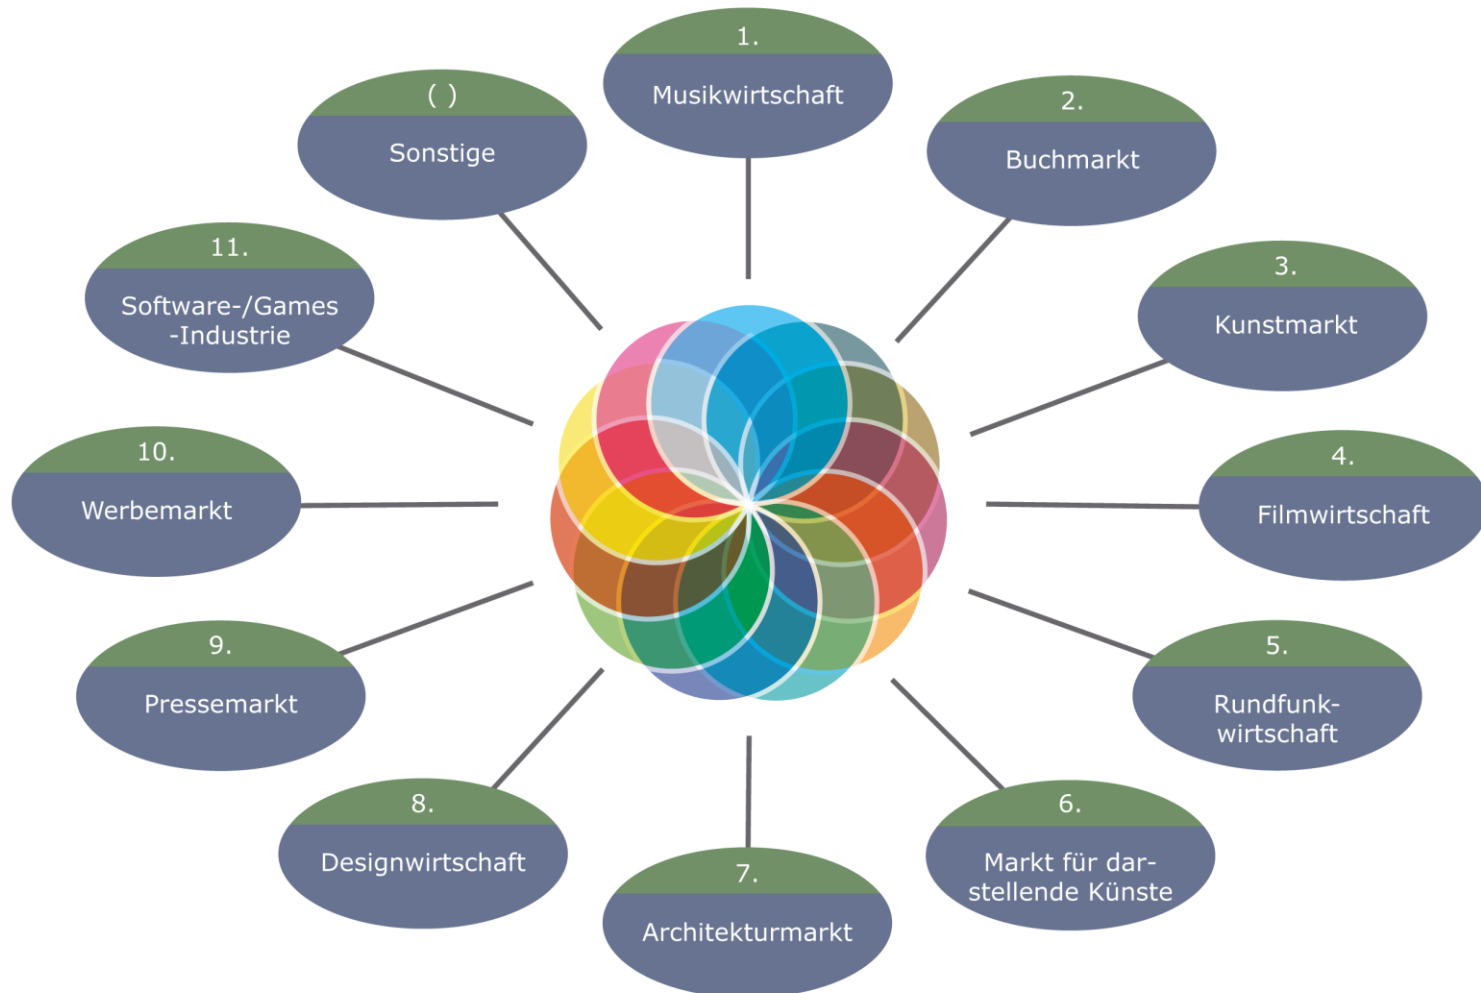 1.
Musikwirtschaft
2.
Buchmarkt
3.
Kunstmarkt
4.
Filmwirtschaft
5.
Rundfunk-
wirtschaft
6.
Markt für dar-
stellende Künste
7.
Architekturmarkt
8.
Designwirtschaft
9.
Pressemarkt
10.
Werbemarkt
11.
Software-/Games
-Industrie
( )
Sonstige